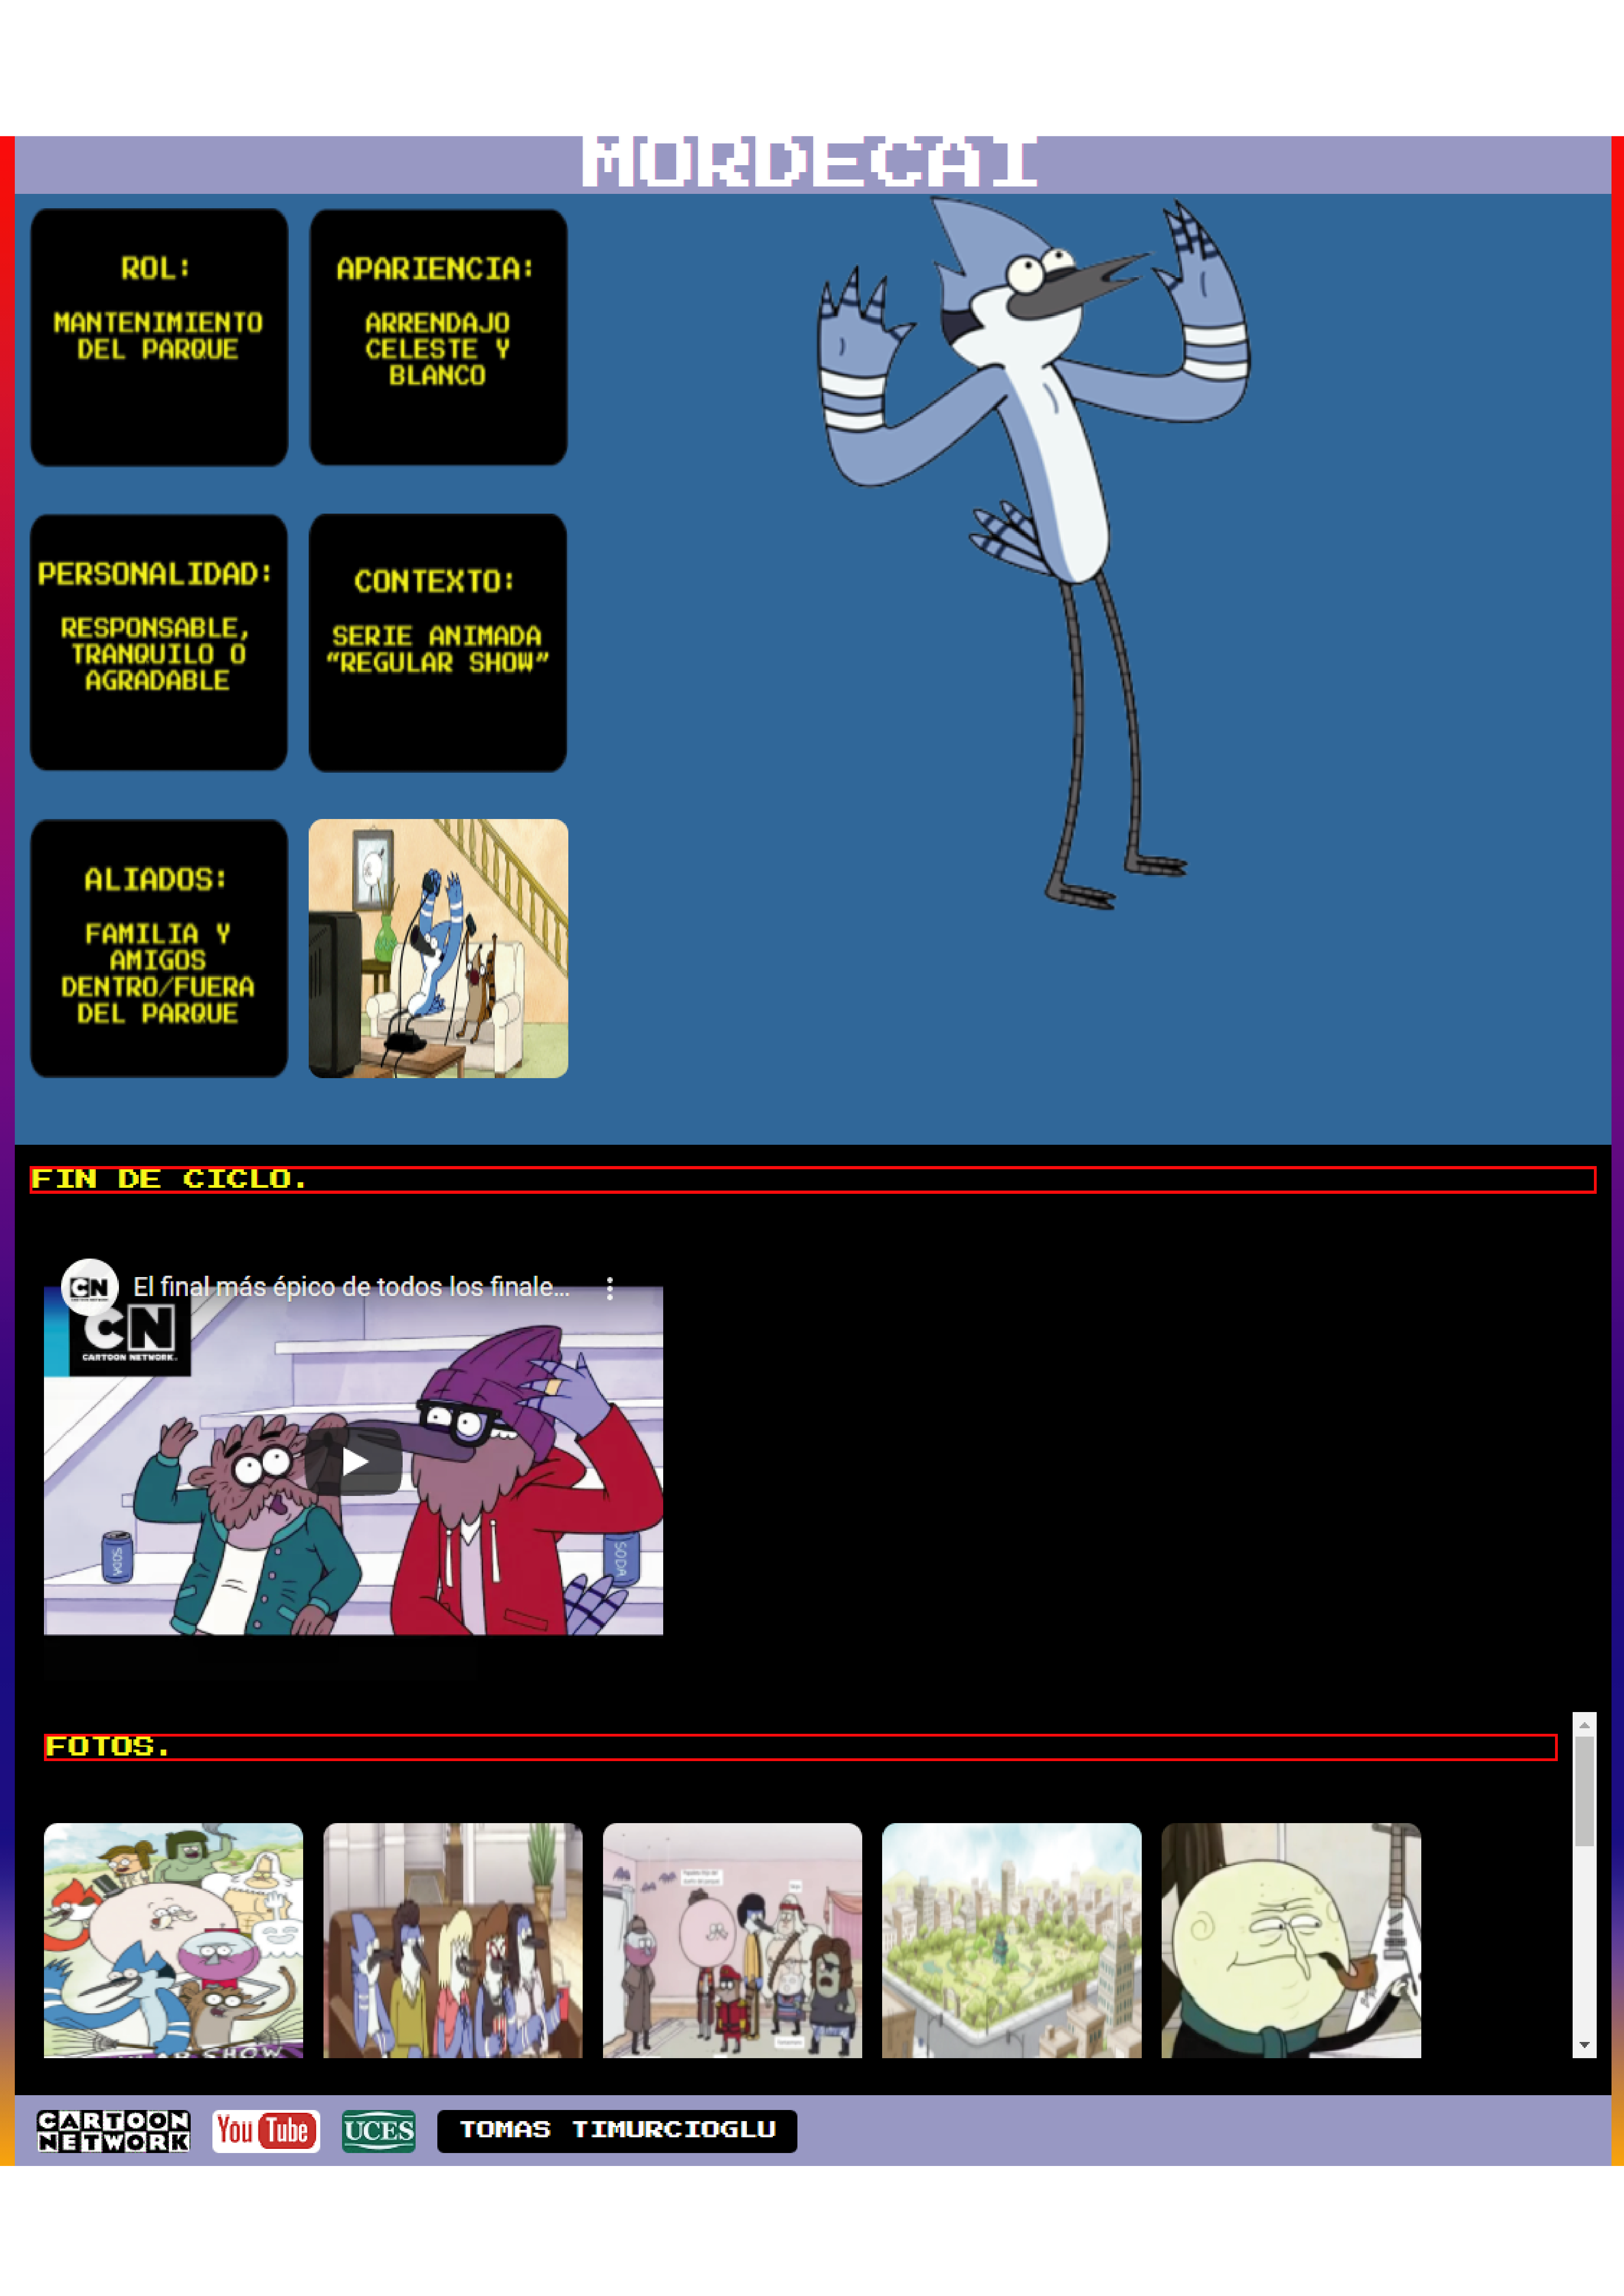 MORDECAI
ROL:
MANTENIMIENTO
DEL PARQUE
APARIENCIA:
ARRENDAJO
CELESTE Y
BLANCO
PERSONALIDAD:
RESPONSABLE,
TRANQUILO O
AGRADABLE
CONTEXTO:
SERIE ANIMADA
“REGULAR SHOW”
ALIADOS:
FAMILIA Y
AMIGOS
DENTRO/FUERA
DEL PARQUE
FIN DE CICLO.
CN
El final más épico de todos los finale...
CN
CARTOON NETWORK.
SODA
SODA
FOTOS.
SHOW
CARTOON
NETWORK
YouTube
UCES
TOMAS TIMURCIOGLU